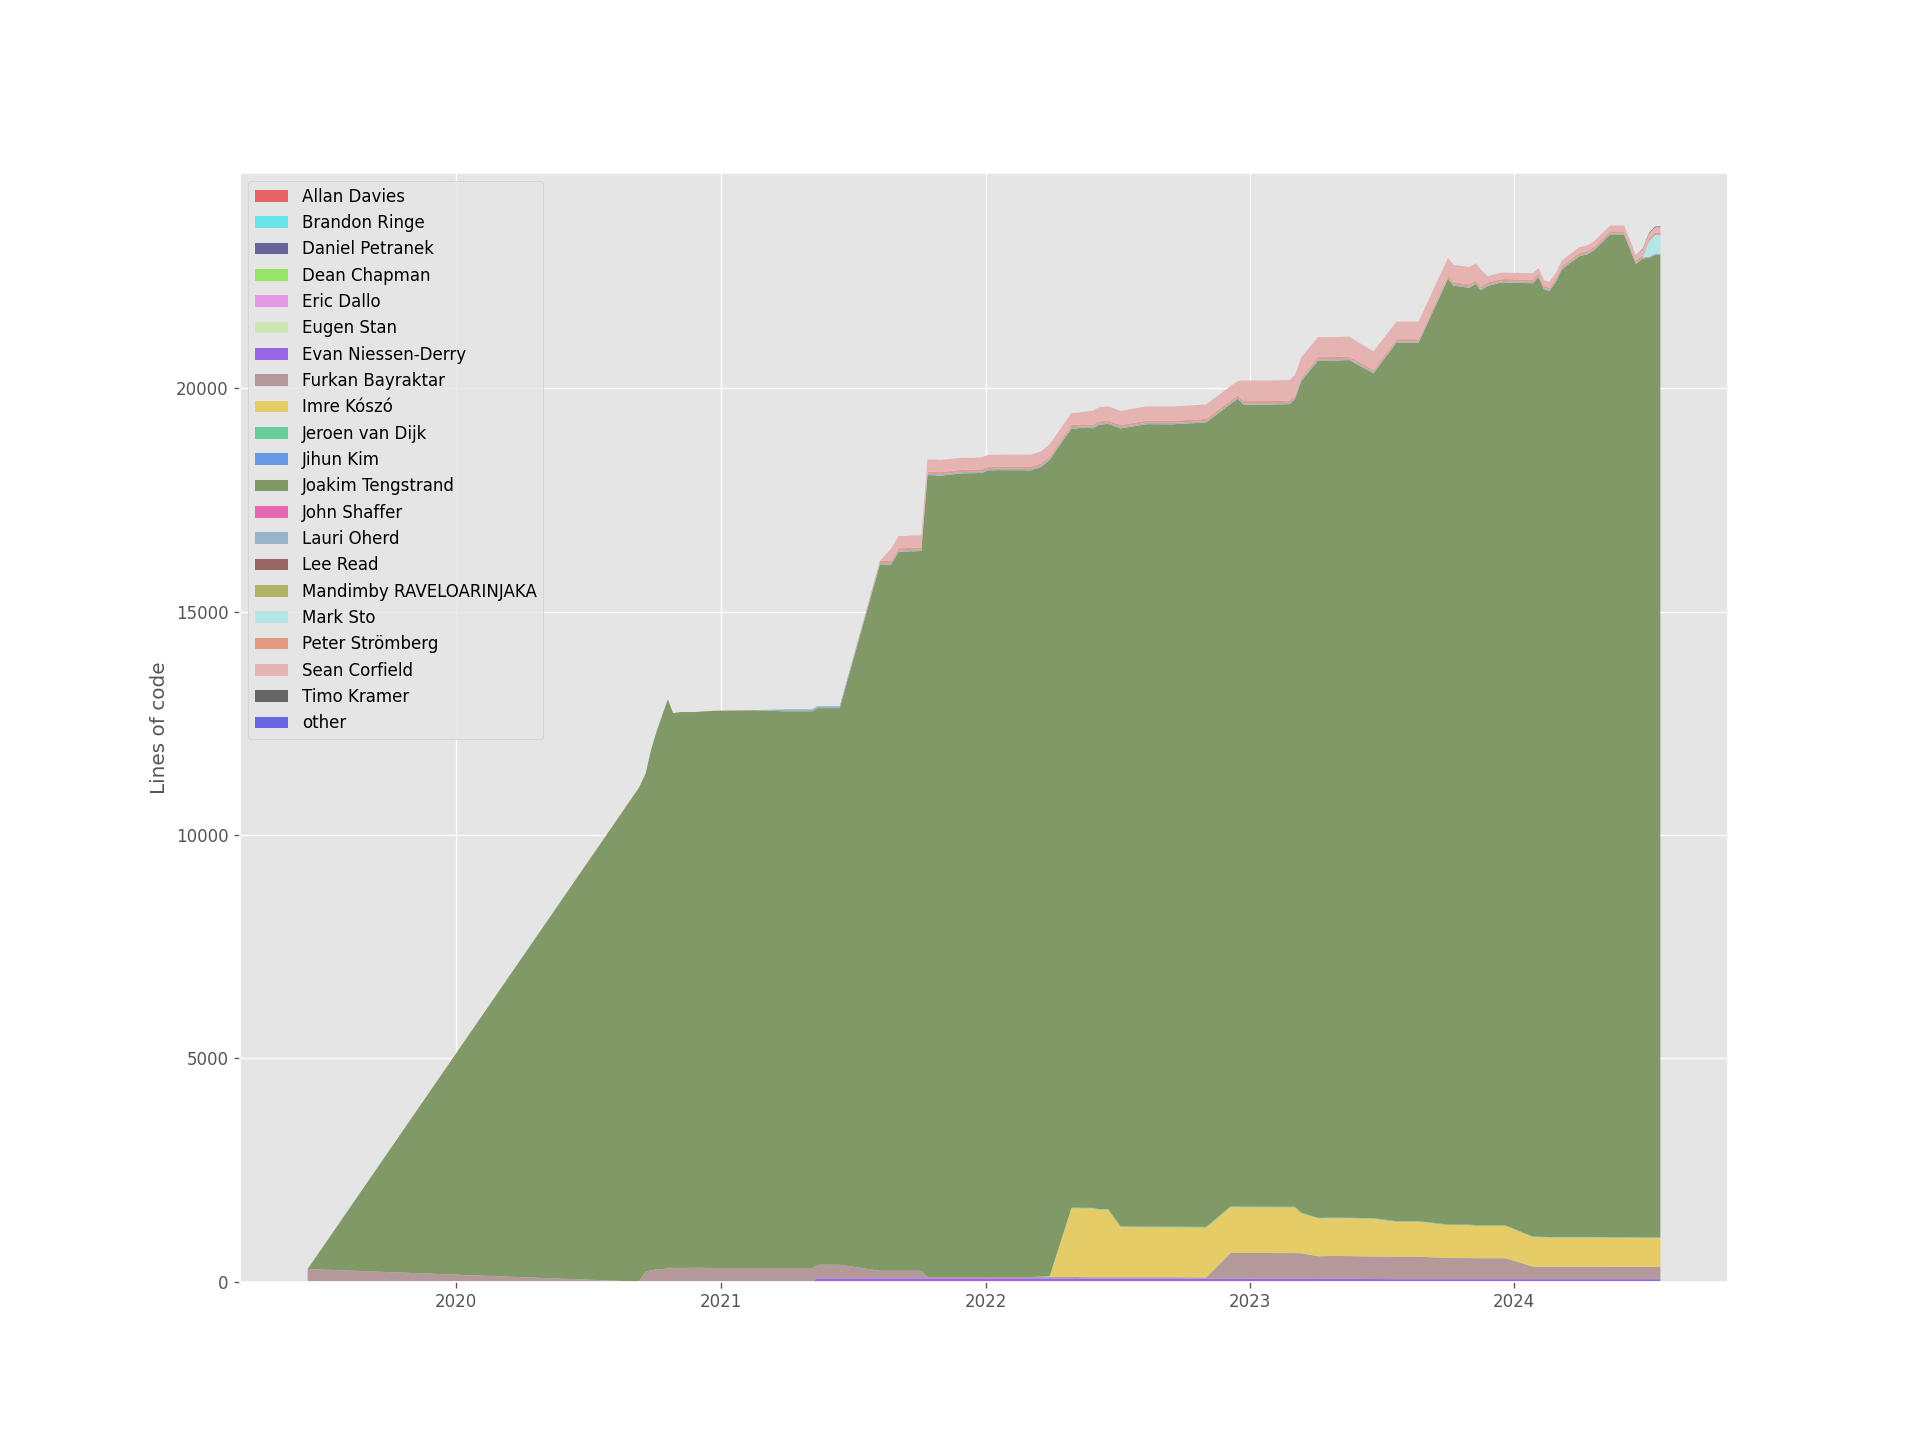 Allan Davies
Brandon Ringe
Daniel Petranek
Dean Chapman
Eric Dallo
Eugen Stan
Evan Niessen-Derry
Furkan Bayraktar
Imre Kószó
Jeroen van Dijk
Jihun Kim
Joakim Tengstrand
John Shaffer
Lauri Oherd
Lee Read
Mandimby RAVELOARINJAKA
Mark Sto
Peter Strömberg
Sean Corfield
Timo Kramer
other
Lines of code
20000
15000
10000
5000
0
2020
2021
2022
2023
2024